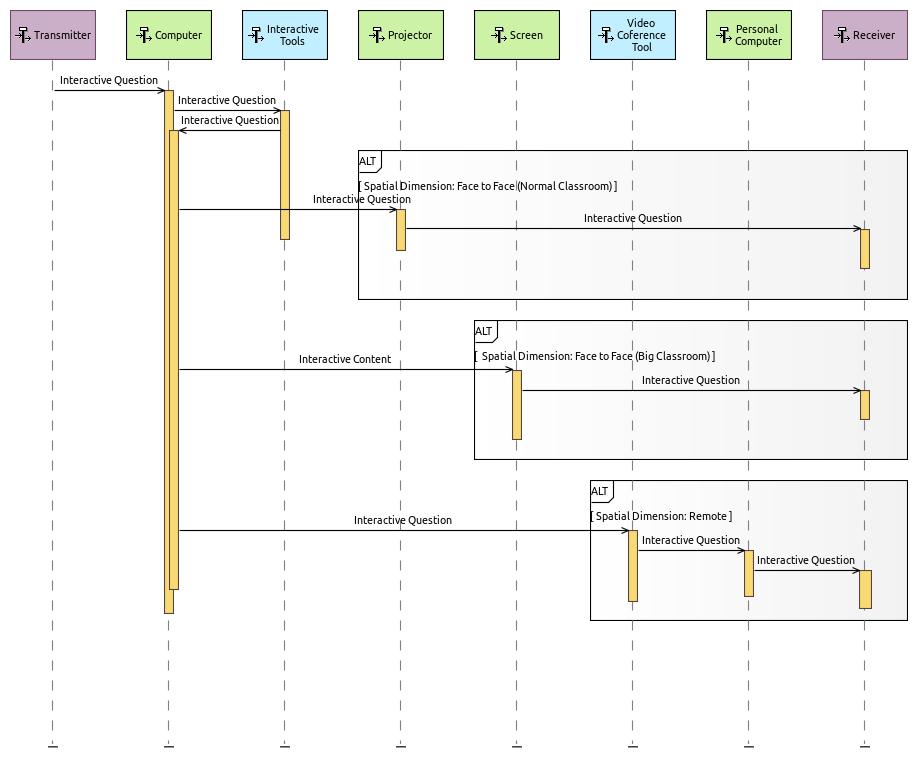 Transmitter
Computer
Interactive
Tools
Projector
Screen
Video
Coference
Tool
Personal
Computer
Receiver
Interactive Question
Interactive Question
Interactive Question
ALT
[ Spatial Dimension: Face to Face (Normal Classroom) ]
Interactive Question
Interactive Question
ALT
[ Spatial Dimension: Face to Face (Big Classroom) ]
Interactive Content
Interactive Question
ALT
[ Spatial Dimension: Remote ]
Interactive Question
Interactive Question
Interactive Question